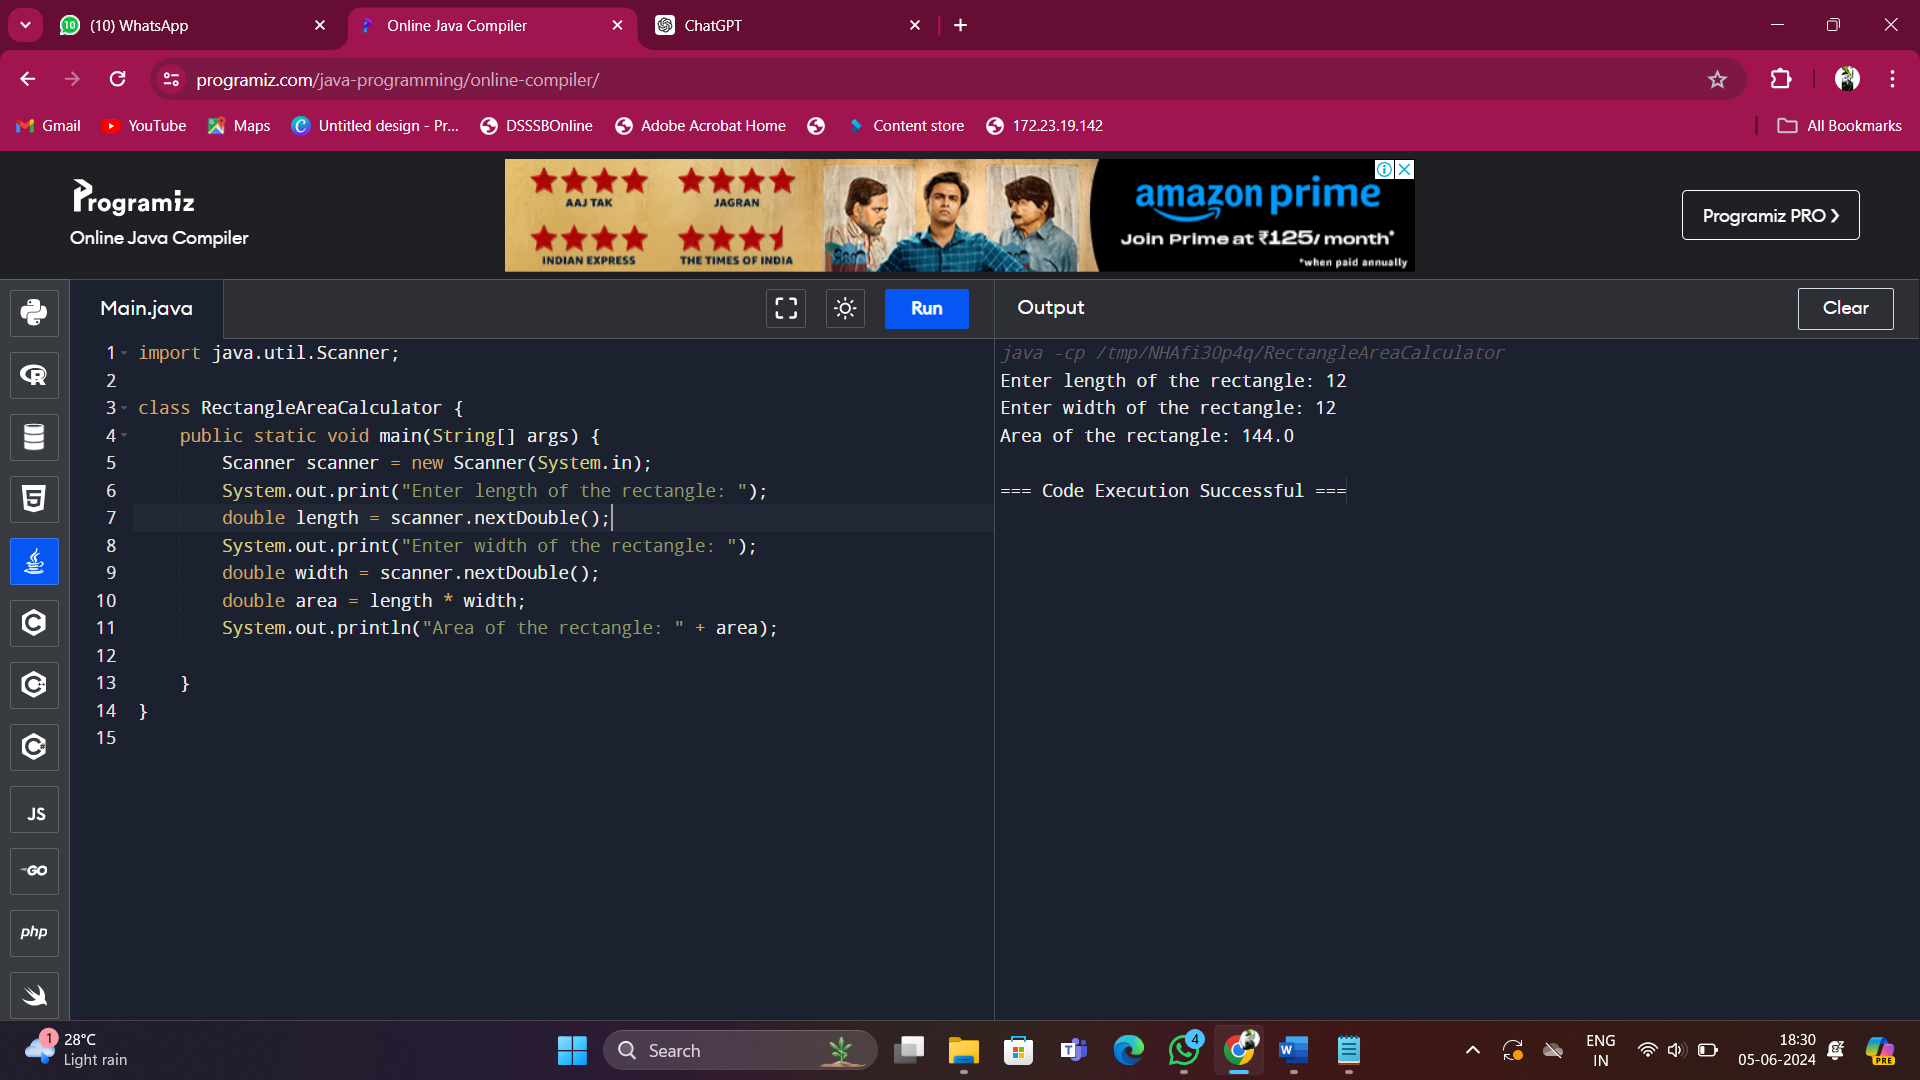 (10) WhatsApp
Online Java Compiler
ChatGPT
programiz.com/java-programming/online-compiler/
Gmail
YouTube
Maps
Untitled design - Pr...
DSSSBOnline
Adobe Acrobat Home
Content store
172.23.19.142
All Bookmarks
Programiz
Online Java Compiler
AAJ TAK
JAGRAN
INDIAN EXPRESS
THE TIMES OF INDIA
amazon prime
Join Prime at ₹125/ month*
*when paid annually
Programiz PRO ›
Main.java
Run
Output
Clear
1 import java.util.Scanner;
2
3 class RectangleAreaCalculator {
4 public static void main(String[] args) {
5 Scanner scanner = new Scanner(System.in);
6 System.out.print("Enter length of the rectangle: ");
7 double length = scanner.nextDouble();
8 System.out.print("Enter width of the rectangle: ");
9 double width = scanner.nextDouble();
10 double area = length * width;
11 System.out.println("Area of the rectangle: " + area);
12
13 }
14 }
15
java -cp /tmp/NHAfi3Op4q/RectangleAreaCalculator
Enter length of the rectangle: 12
Enter width of the rectangle: 12
Area of the rectangle: 144.0
=== Code Execution Successful ===
JS
GO
php
1
28°C
Light rain
Search
4
ENG
IN
18:30
05-06-2024
PRE